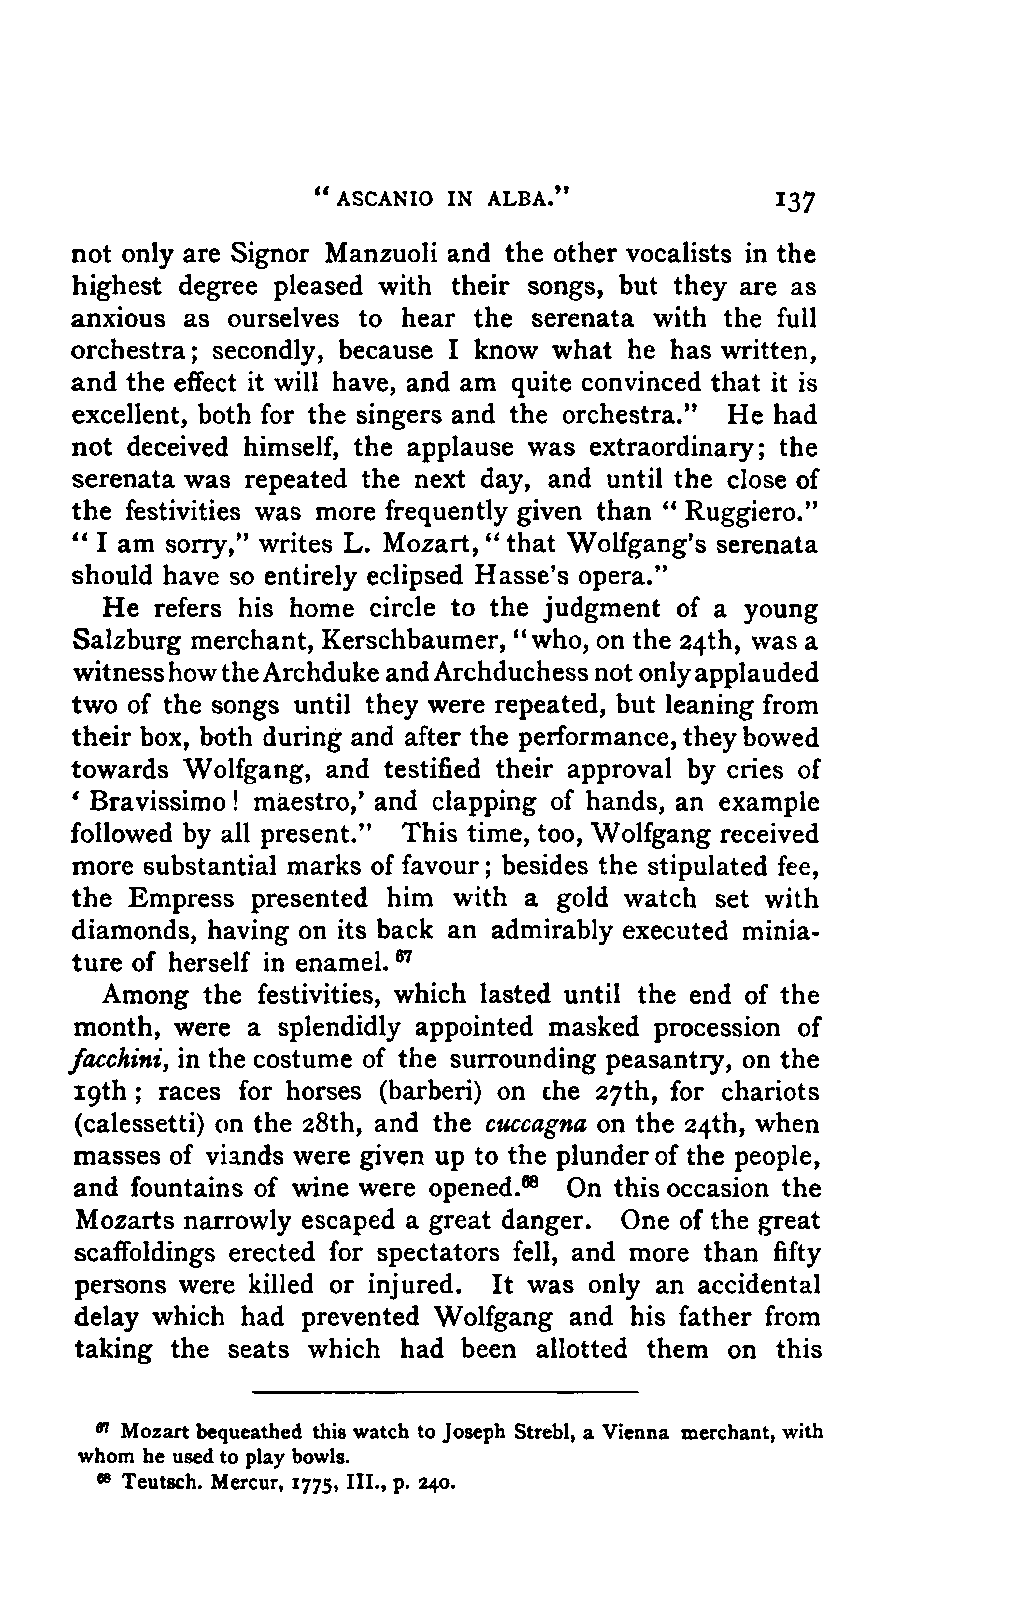 “ ASCANIO IN ALBA.” 137
not only are Signor Manzuoli and the other vocalists in the
highest degree pleased with their songs, but they are as
anxious as ourselves to hear the serenata with the full
orchestra; secondly, because I know what he has written,
and the effect it will have, and am quite convinced that it is
excellent, both for the singers and the orchestra.” He had
not deceived himself, the applause was extraordinary; the
serenata was repeated the next day, and until the close of
the festivities was more frequently given than “ Ruggiero.”
“ I am sorry,” writes L. Mozart, “ that Wolfgang's serenata
should have so entirely eclipsed Hasse's opera.”
He refers his home circle to the judgment of a young
Salzburg merchant, Kerschbaumer, “ who, on the 24th, was a
witness how the Archduke and Archduchess not only applauded
two of the songs until they were repeated, but leaning from
their box, both during and after the performance, they bowed
towards Wolfgang, and testified their approval by cries of
‘ Bravissimo ! maestro,’ and clapping of hands, an example
followed by all present.” This time, too, Wolfgang received
more substantial marks of favour; besides the stipulated fee,
the Empress presented him with a gold watch set with
diamonds, having on its back an admirably executed minia-
ture of herself in enamel. 67
Among the festivities, which lasted until the end of the
month, were a splendidly appointed masked procession of
facchini, in the costume of the surrounding peasantry, on the
19th ; races for horses (barberi) on the 27th, for chariots
(calessetti) on the 28th, and the cuccagna on the 24th, when
masses of viands were given up to the plunder of the people,
and fountains of wine were opened.68 On this occasion the
Mozarts narrowly escaped a great danger. One of the great
scaffoldings erected for spectators fell, and more than fifty
persons were killed or injured. It was only an accidental
delay which had prevented Wolfgang and his father from
taking the seats which had been allotted them on this
67 Mozart bequeathed this watch to Joseph Strebl, a Vienna merchant, with
whom he used to play bowls.
68 Teutsch. Mercur, 1775, III., p. 240.